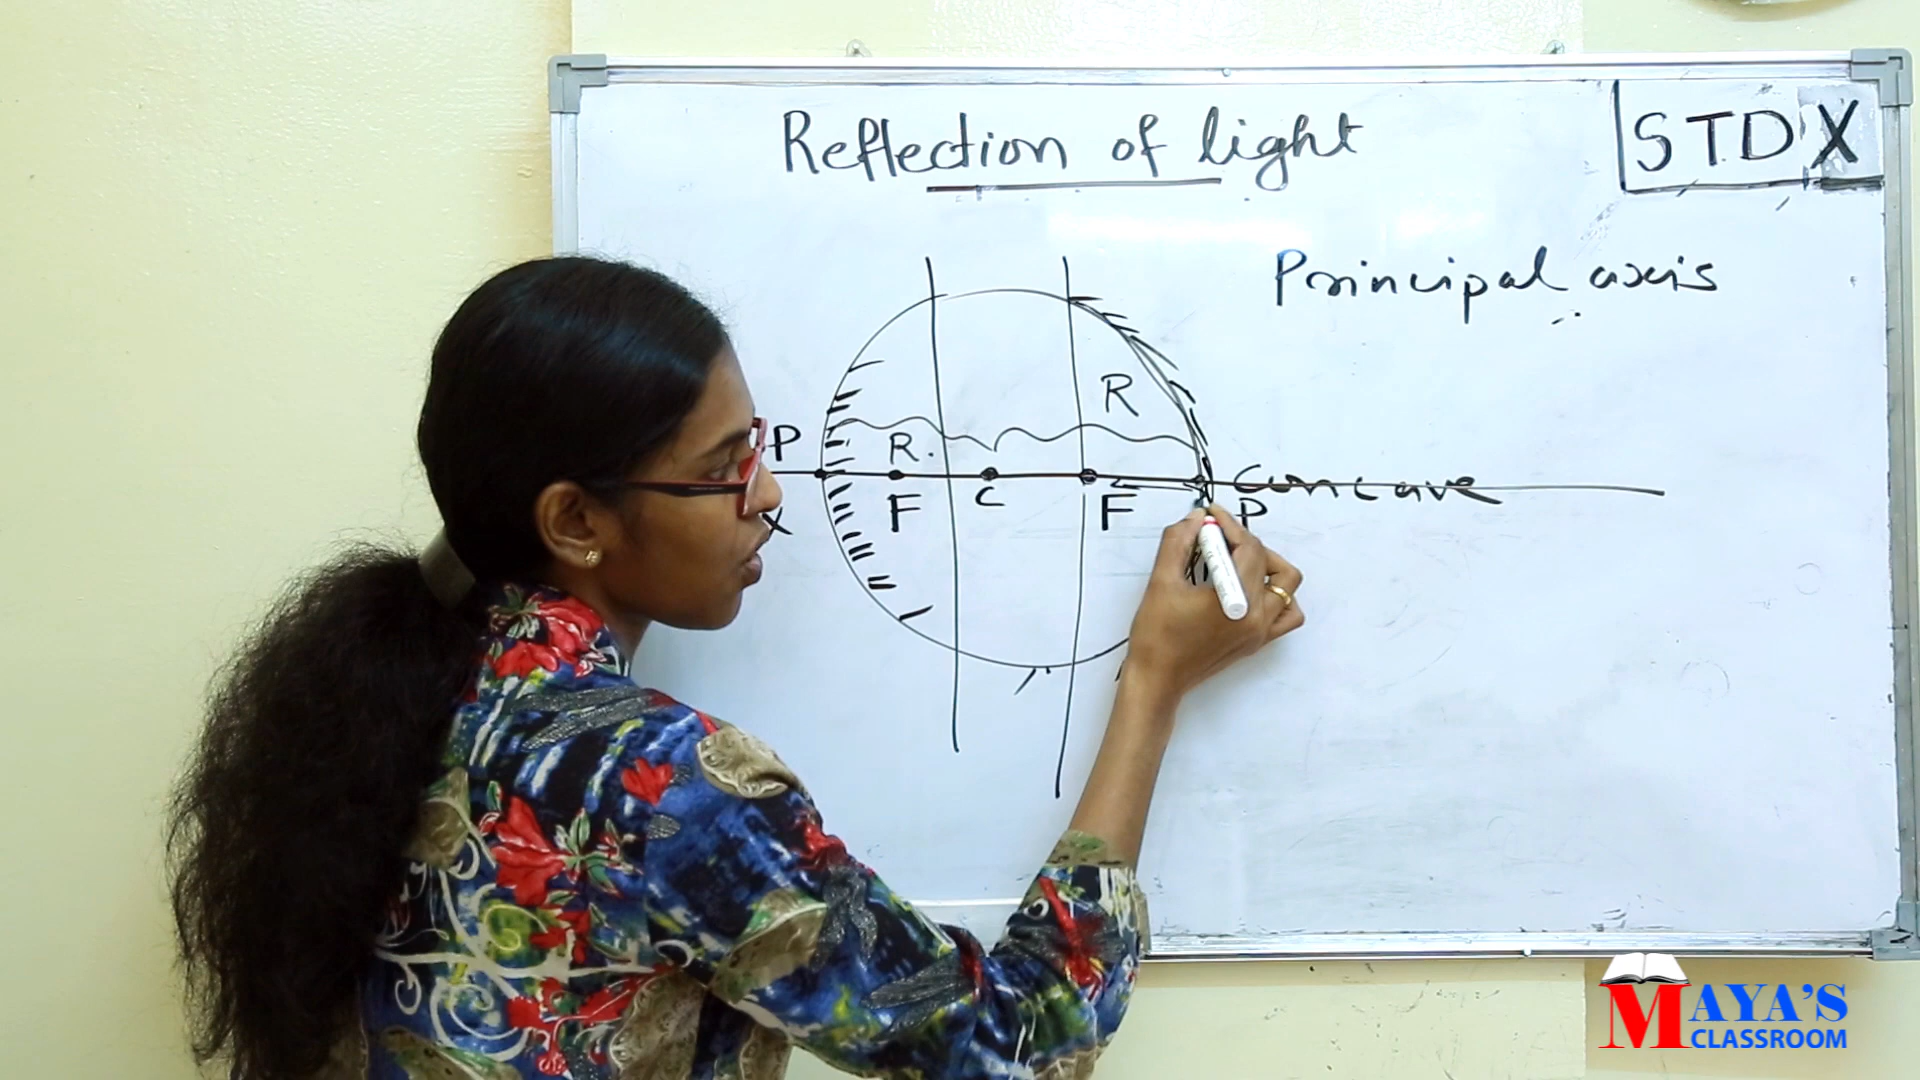 Reflection of light
STD X
Principal axis
R
P
R.
Concave
C
F
F
P
X
MAYA'S
CLASSROOM